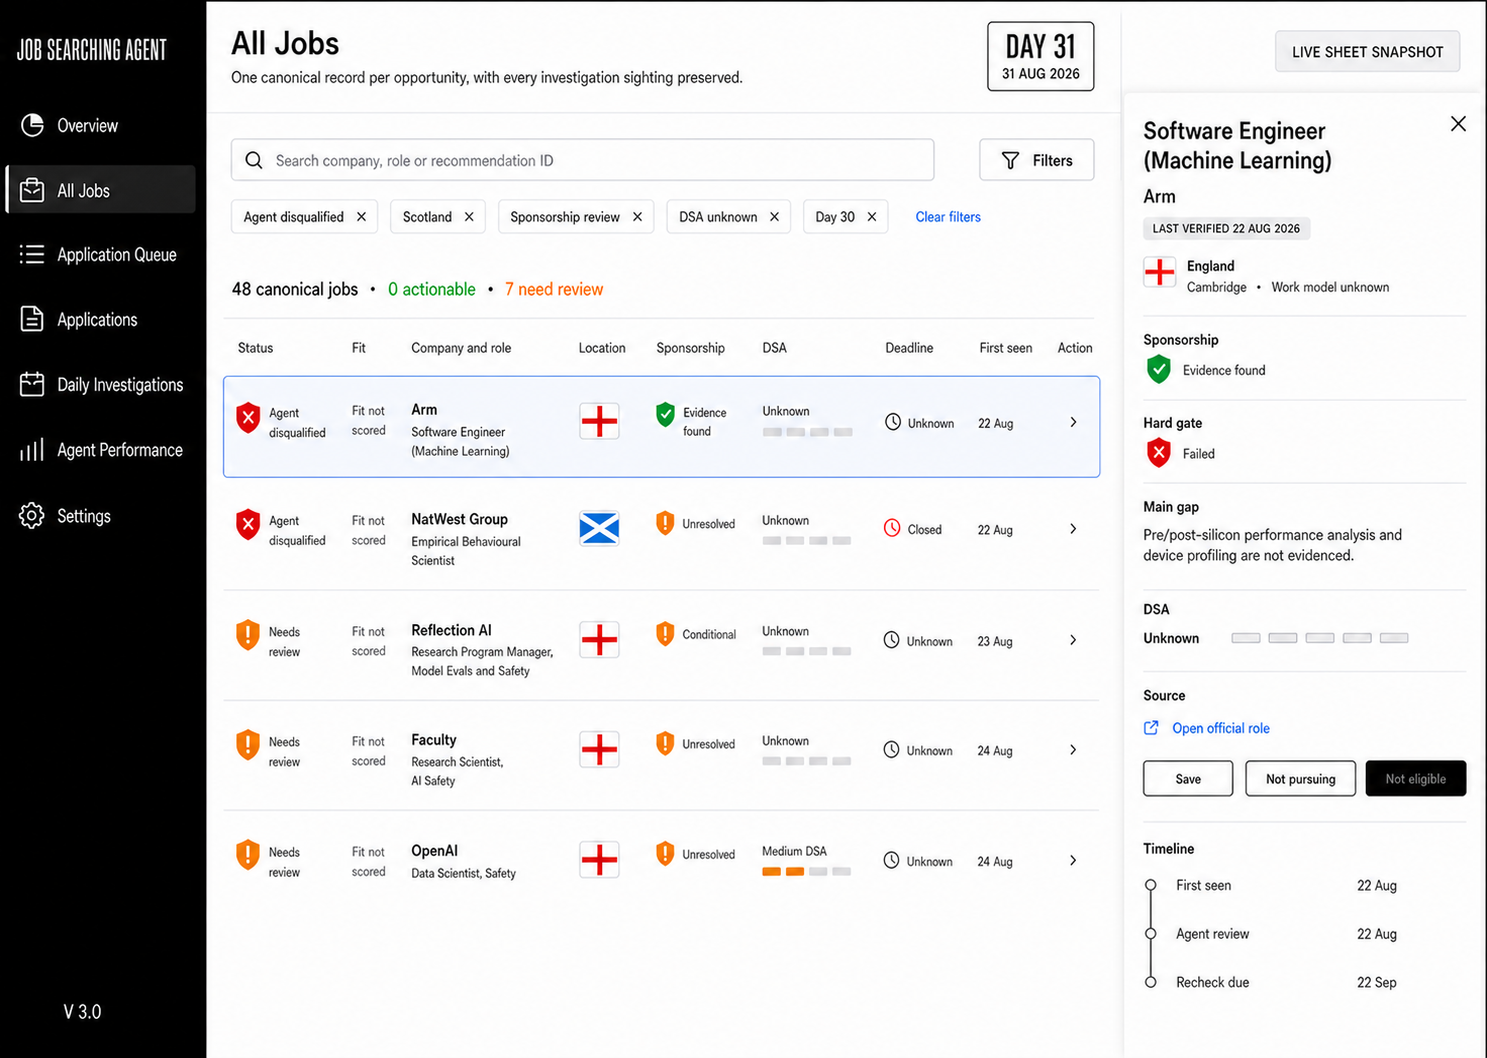 JOB SEARCHING AGENT
Overview
All Jobs
Application Queue
Applications
Daily Investigations
Agent Performance
Settings
V 3.0
All Jobs
One canonical record per opportunity, with every investigation sighting preserved.
DAY 31
31 AUG 2026
Search company, role or recommendation ID
Filters
Agent disqualified
Scotland
Sponsorship review
DSA unknown
Day 30
Clear filters
48 canonical jobs • 0 actionable • 7 need review
Status Fit Company and role Location Sponsorship DSA Deadline First seen Action
Agent
disqualified
Fit not
scored
Arm
Software Engineer
(Machine Learning)
Evidence
found
Unknown
Unknown
22 Aug
Agent
disqualified
Fit not
scored
NatWest Group
Empirical Behavioural
Scientist
Unresolved
Unknown
Closed
22 Aug
Needs
review
Fit not
scored
Reflection AI
Research Program Manager,
Model Evals and Safety
Conditional
Unknown
Unknown
23 Aug
Needs
review
Fit not
scored
Faculty
Research Scientist,
AI Safety
Unresolved
Unknown
Unknown
24 Aug
Needs
review
Fit not
scored
OpenAI
Data Scientist, Safety
Unresolved
Medium DSA
Unknown
24 Aug
LIVE SHEET SNAPSHOT
Software Engineer
(Machine Learning)
Arm
LAST VERIFIED 22 AUG 2026
England
Cambridge • Work model unknown
Sponsorship
Evidence found
Hard gate
Failed
Main gap
Pre/post-silicon performance analysis and
device profiling are not evidenced.
DSA
Unknown
Source
Open official role
Save
Not pursuing
Not eligible
Timeline
First seen 22 Aug
Agent review 22 Aug
Recheck due 22 Sep